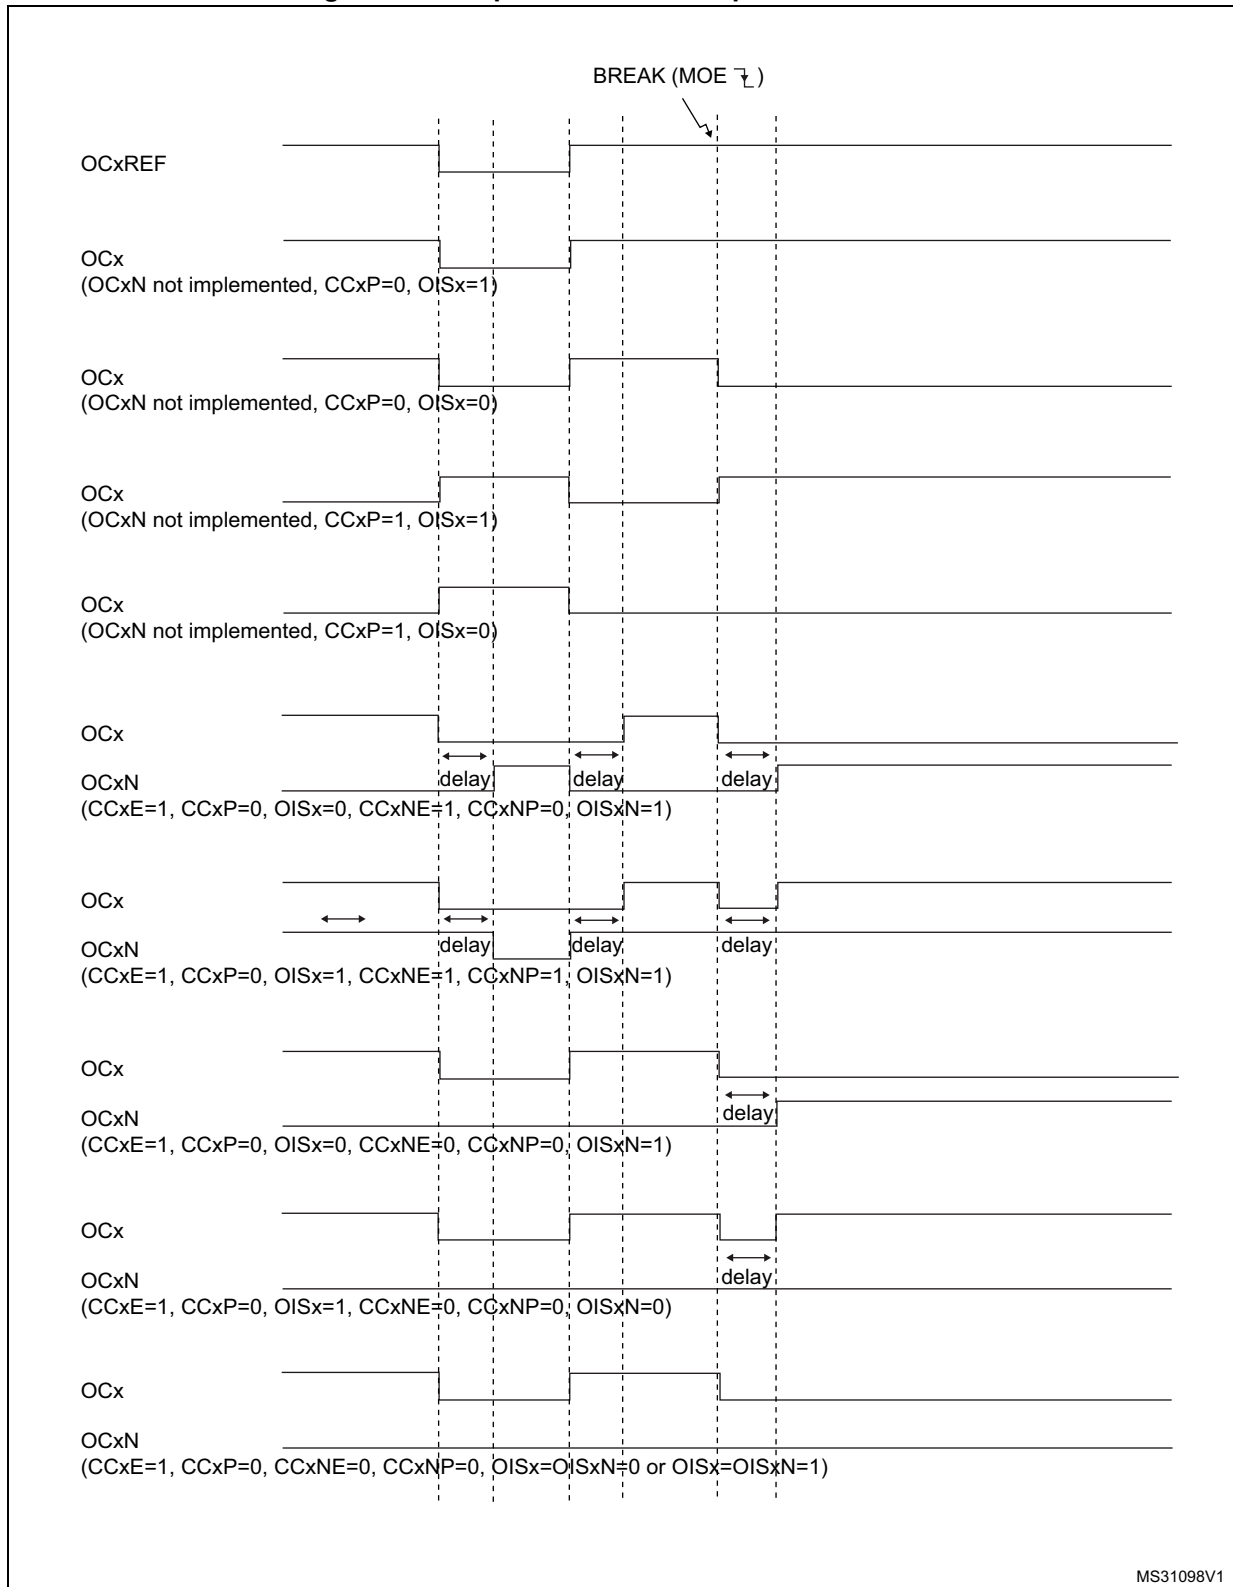 BREAK (MOE )
OCxREF
OCx
(OCxN not implemented, CCxP=0, OISx=1)
OCx
(OCxN not implemented, CCxP=0, OISx=0)
OCx
(OCxN not implemented, CCxP=1, OISx=1)
OCx
(OCxN not implemented, CCxP=1, OISx=0)
OCx
delay delay delay
OCxN
(CCxE=1, CCxP=0, OISx=0, CCxNE=1, CCxNP=0, OISxN=1)
OCx
delay delay delay
OCxN
(CCxE=1, CCxP=0, OISx=1, CCxNE=1, CCxNP=1, OISxN=1)
OCx
delay
OCxN
(CCxE=1, CCxP=0, OISx=0, CCxNE=0, CCxNP=0, OISxN=1)
OCx
delay
OCxN
(CCxE=1, CCxP=0, OISx=1, CCxNE=0, CCxNP=0, OISxN=0)
OCx
OCxN
(CCxE=1, CCxP=0, CCxNE=0, CCxNP=0, OISx=OISxN=0 or OISx=OISxN=1)
MS31098V1